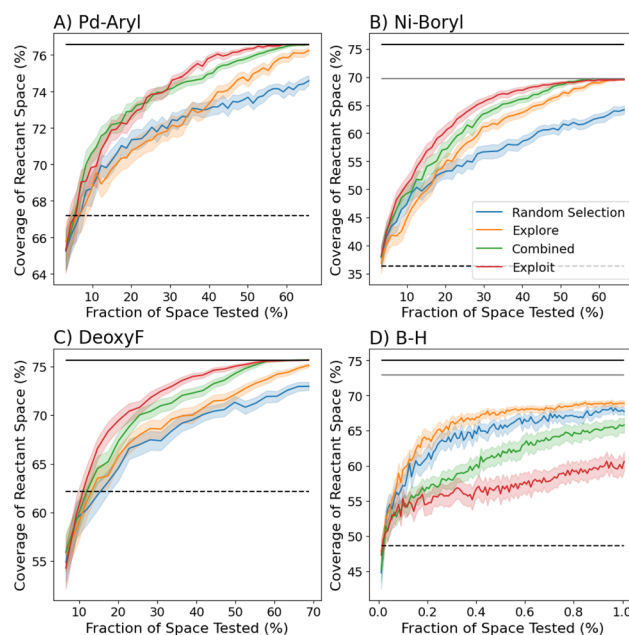 A) Pd-Aryl
Coverage of Reactant Space (%)
76
74
72
70
68
66
64
10 20 30 40 50 60
Fraction of Space Tested (%)
B) Ni-Boryl
Coverage of Reactant Space (%)
75
70
65
60
55
50
45
40
35
Random Selection
Explore
Combined
Exploit
10 20 30 40 50 60
Fraction of Space Tested (%)
C) DeoxyF
Coverage of Reactant Space (%)
75
70
65
60
55
10 20 30 40 50 60 70
Fraction of Space Tested (%)
D) B-H
Coverage of Reactant Space (%)
75
70
65
60
55
50
45
0.0 0.2 0.4 0.6 0.8 1.0
Fraction of Space Tested (%)